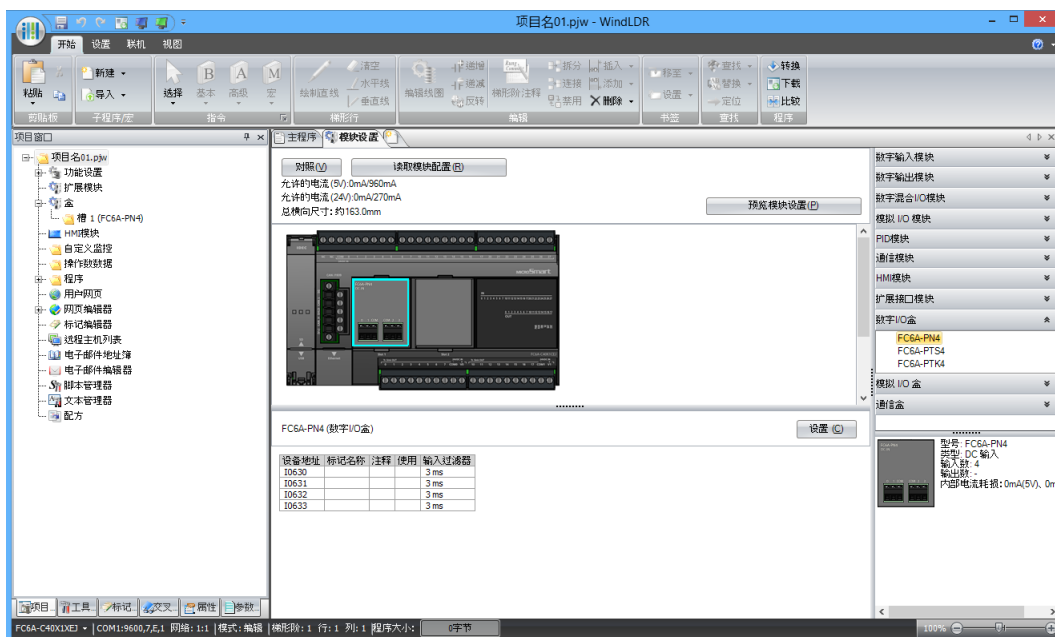 项目名01.pjw - WindLDR
开始 设置 联机 视图
粘贴
新建
导入
选择
基本
高级
宏
绘制直线
清空
水平线
垂直线
编辑线图
递增
递减
反转
梯形阶注释
拆分
连接
禁用
插入
添加
删除
移至
设置
查找
替换
定位
转换
下载
比较
剪贴板 子程序/宏 指令 梯形行 编辑 书签 查找 程序
项目窗口
项目名01.pjw
功能设置
扩展模块
盒
槽 1 (FC6A-PN4)
HMI模块
自定义监控
操作数数据
程序
用户网页
网页编辑器
标记编辑器
远程主机列表
电子邮件地址簿
电子邮件编辑器
脚本管理器
文本管理器
配方
项目... 工具... 标记... 交叉... 属性 参数...
主程序 模块设置
对照(V) 读取模块配置(R)
允许的电流(5V):0mA/960mA
允许的电流(24V):0mA/270mA
总横向尺寸: 约163.0mm
预览模块设置(P)
MICROSmart
FC6A-PN4 (数字I/O盒)
设置 (C)
设备地址 标记名称 注释 使用 输入过滤器
I0630 3 ms
I0631 3 ms
I0632 3 ms
I0633 3 ms
数字输入模块
数字输出模块
数字混合I/O模块
模拟 I/O 模块
PID模块
通信模块
HMI模块
扩展接口模块
数字I/O盒
FC6A-PN4
FC6A-PTS4
FC6A-PTK4
模拟 I/O 盒
通信盒
型号: FC6A-PN4
类型: DC 输入
输入数: 4
输出数: -
内部电流耗损: 0mA(5V)、0m
FC6A-C40X1XEJ COM1:9600,7,E,1 网络: 1:1 模式: 编辑 梯形阶: 1 行: 1 列: 1 程序大小: 0字节 100%